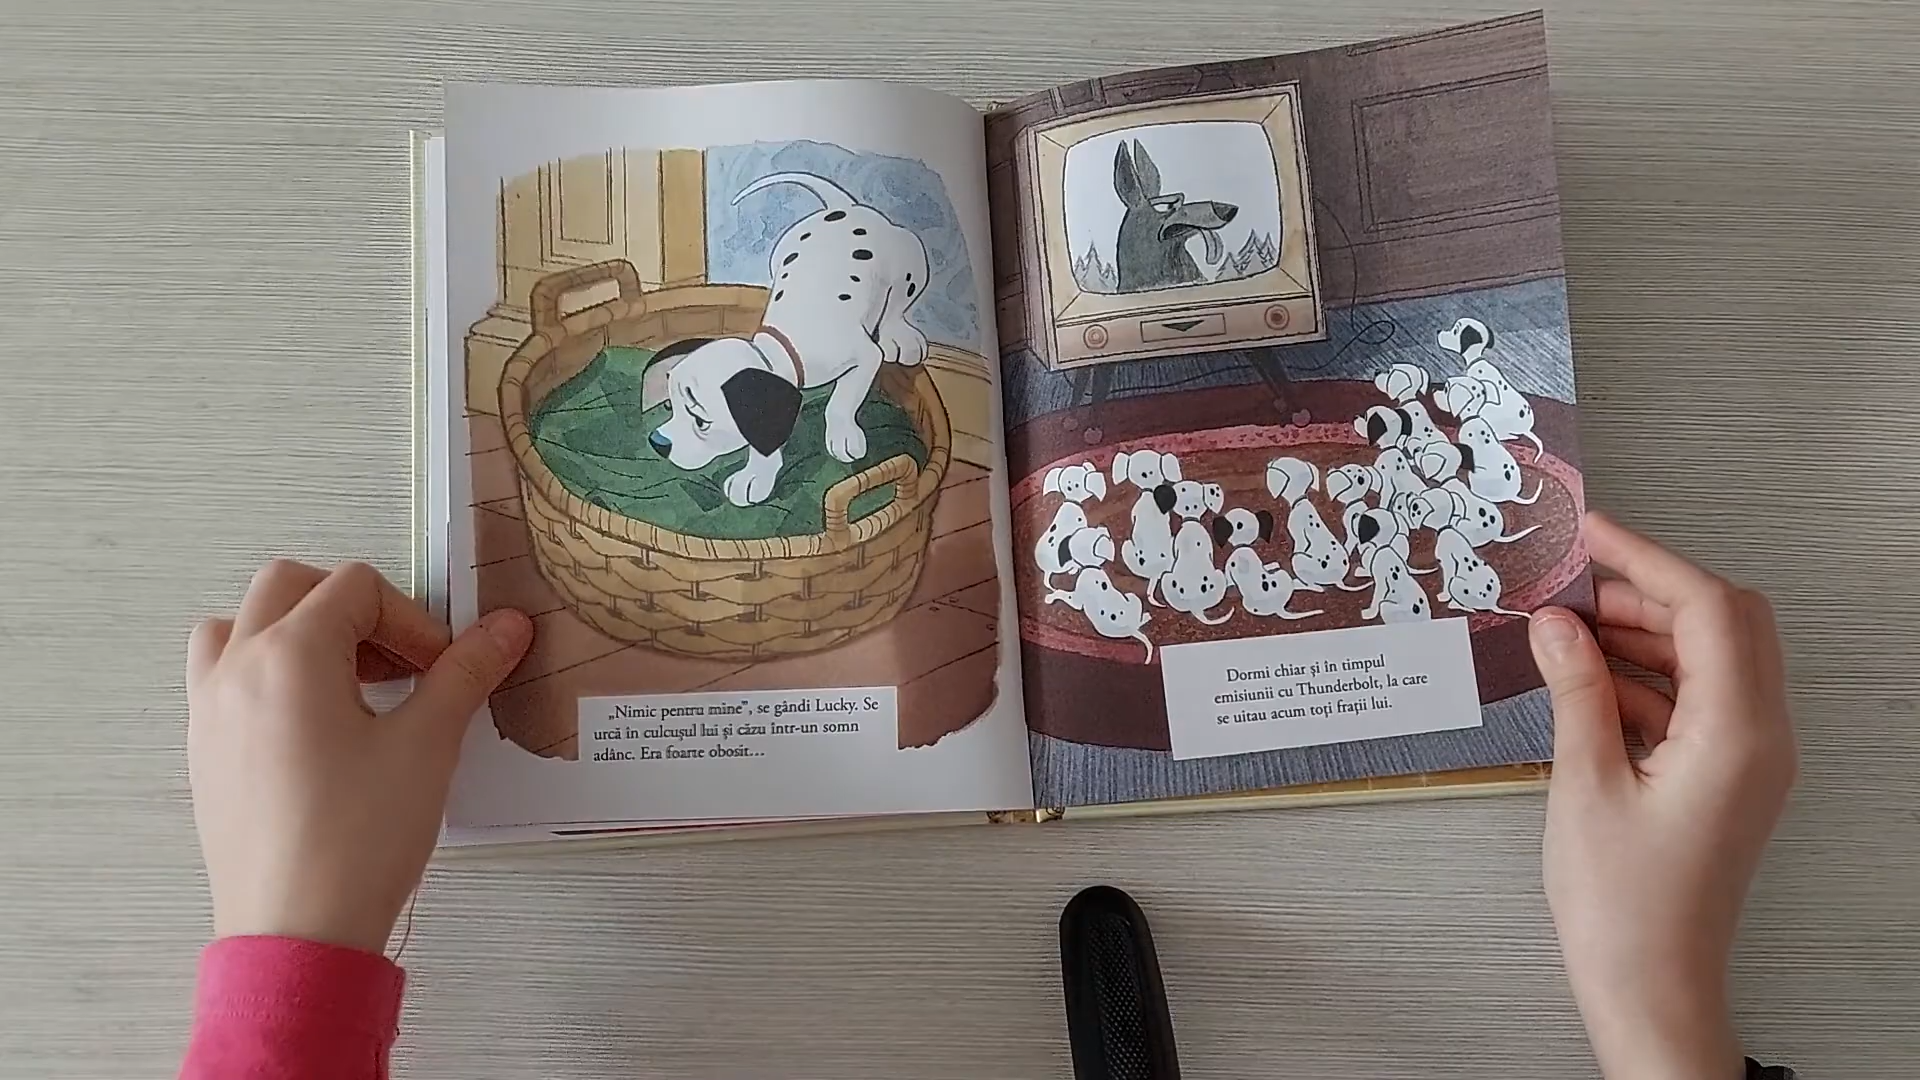 „Nimic pentru mine”, se gândi Lucky. Se
urcă în culcușul lui și căzu într-un somn
adânc. Era foarte obosit...
Dormi chiar și în timpul
emisiunii cu Thunderbolt, la care
se uitau acum toți frații lui.